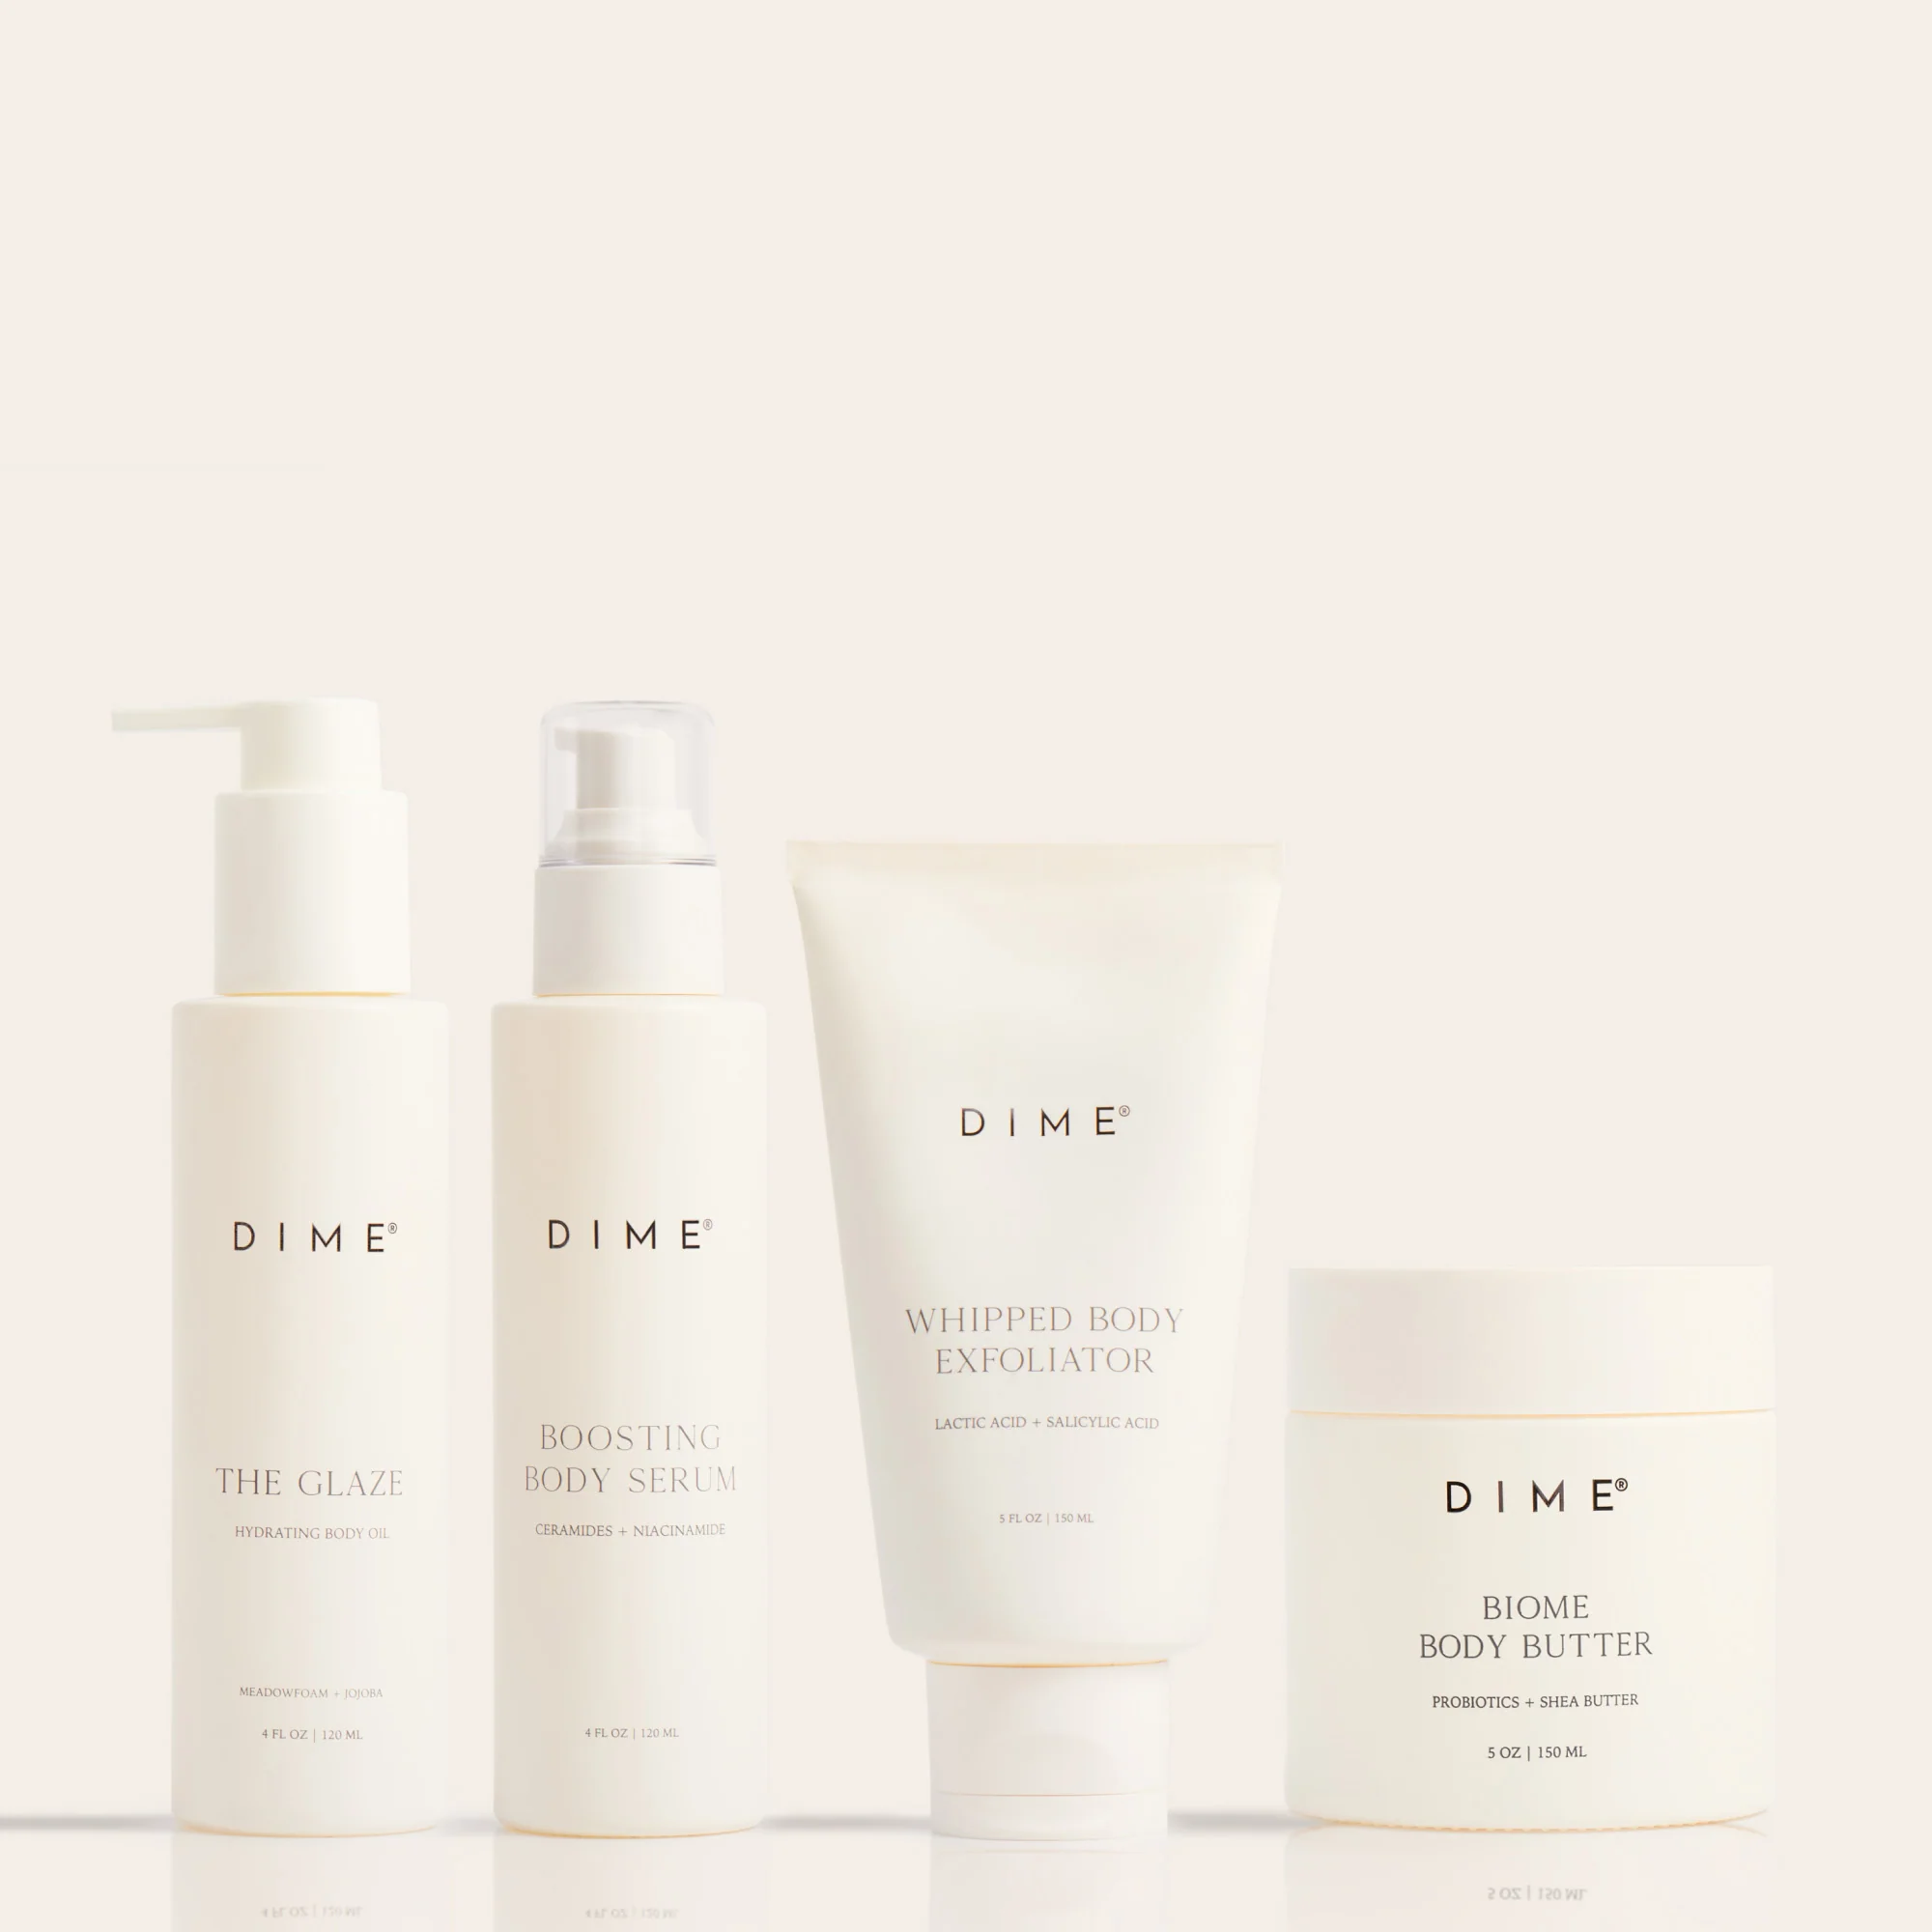 DIME®
THE GLAZE
HYDRATING BODY OIL
MEADOWFOAM + JOJOBA
4 FL OZ | 120 ML
DIME®
BOOSTING
BODY SERUM
CERAMIDES + NIACINAMIDE
4 FL OZ | 120 ML
DIME®
WHIPPED BODY
EXFOLIATOR
LACTIC ACID + SALICYLIC ACID
5 FL OZ | 150 ML
DIME®
BIOME
BODY BUTTER
PROBIOTICS + SHEA BUTTER
5 OZ | 150 ML